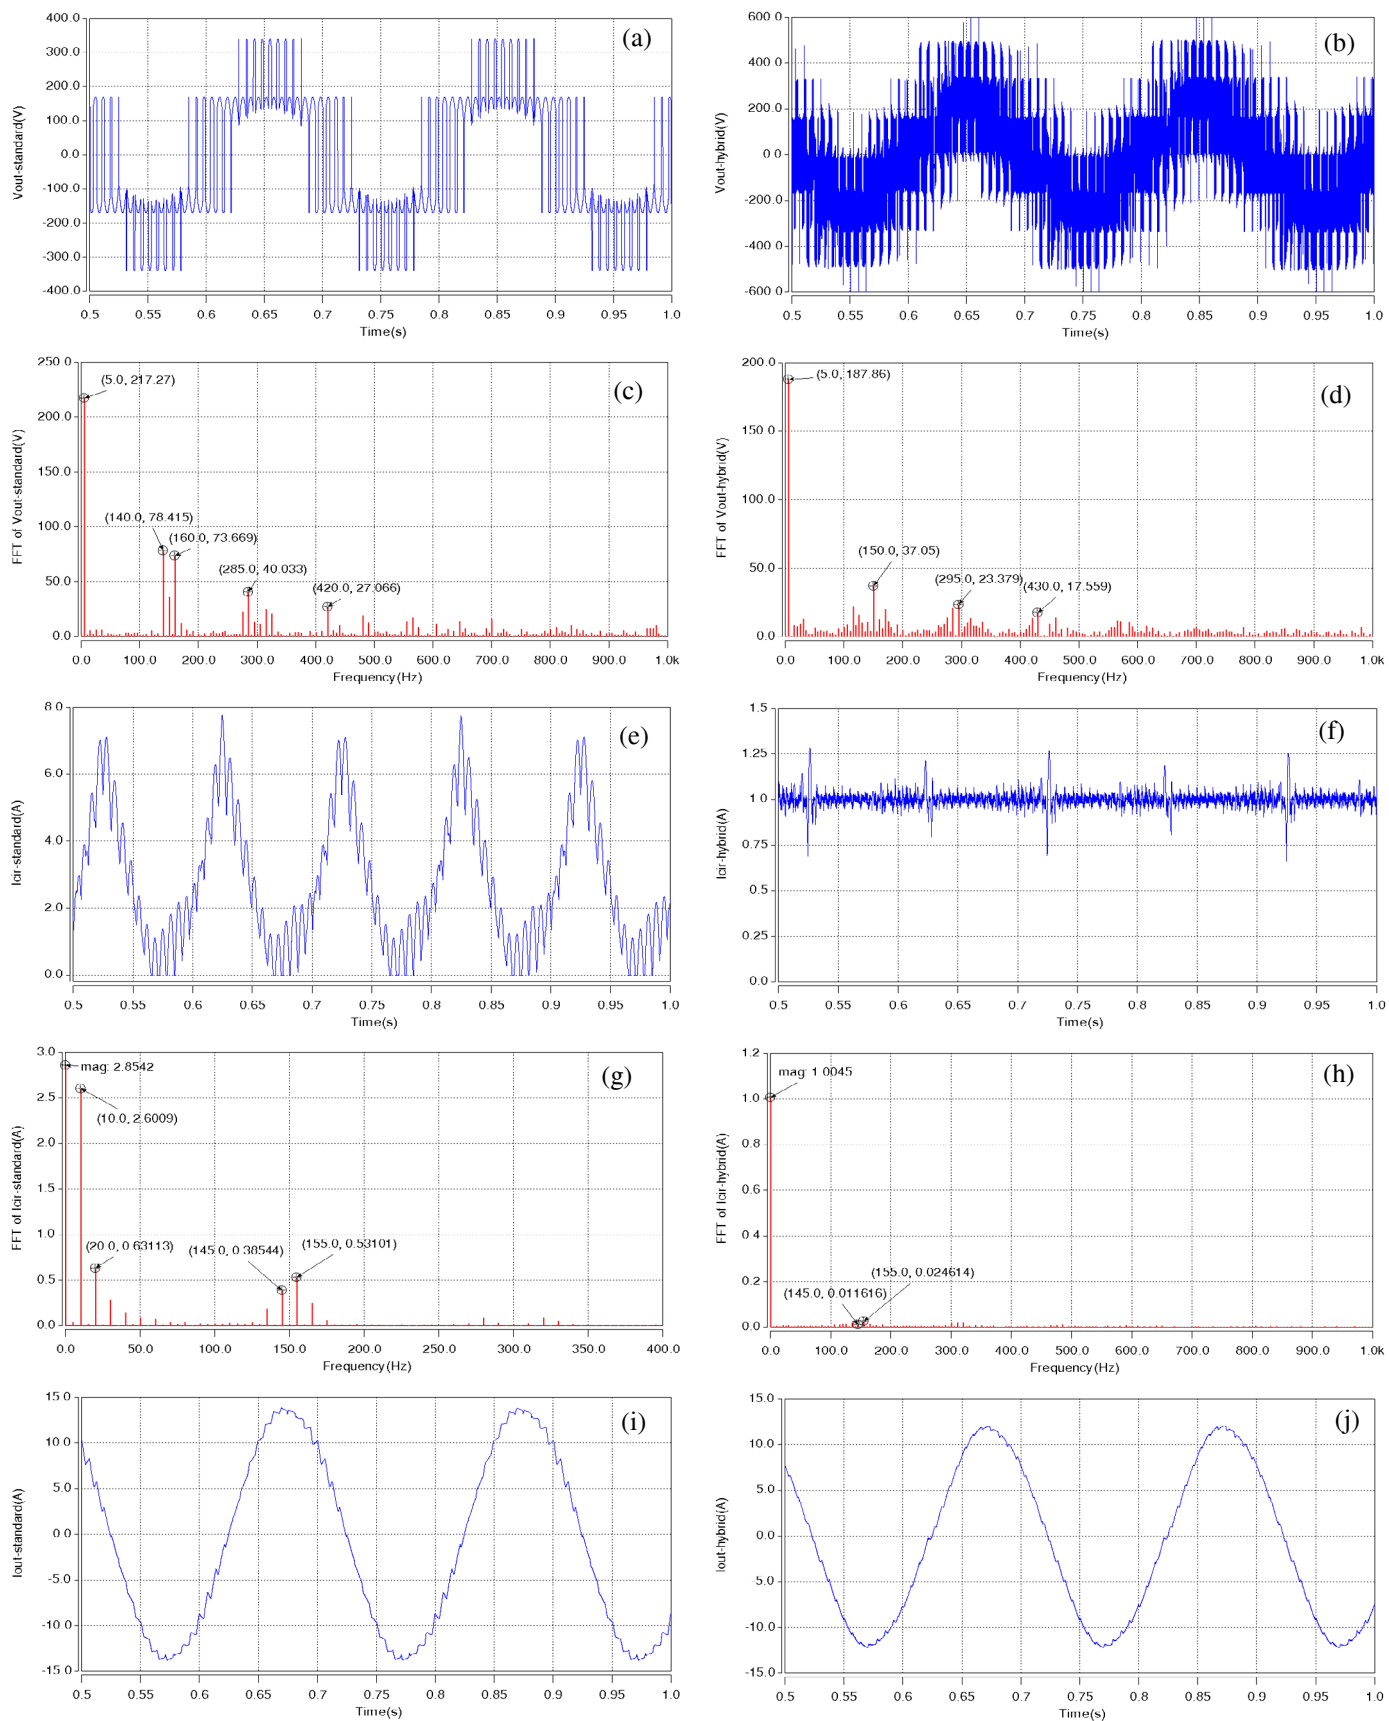 (a)
Vout-standard(V)
400.0
300.0
200.0
100.0
0.0
-100.0
-200.0
-300.0
-400.0
0.5 0.55 0.6 0.65 0.7 0.75 0.8 0.85 0.9 0.95 1.0
Time(s)
(b)
Vout-hybrid(V)
600.0
400.0
200.0
0.0
-200.0
-400.0
-600.0
0.5 0.55 0.6 0.65 0.7 0.75 0.8 0.85 0.9 0.95 1.0
Time(s)
(c)
FFT of Vout-standard(V)
250.0
200.0
150.0
100.0
50.0
0.0
(5.0, 217.27)
(140.0, 78.415)
(160.0, 73.669)
(285.0, 40.033)
(420.0, 27.066)
0.0 100.0 200.0 300.0 400.0 500.0 600.0 700.0 800.0 900.0 1.0k
Frequency(Hz)
(d)
FFT of Vout-hybrid(V)
200.0
150.0
100.0
50.0
0.0
(5.0, 187.86)
(150.0, 37.05)
(295.0, 23.379)
(430.0, 17.559)
0.0 100.0 200.0 300.0 400.0 500.0 600.0 700.0 800.0 900.0 1.0k
Frequency(Hz)
(e)
Icir-standard(A)
8.0
6.0
4.0
2.0
0.0
0.5 0.55 0.6 0.65 0.7 0.75 0.8 0.85 0.9 0.95 1.0
Time(s)
(f)
Icir-hybrid(A)
1.5
1.25
1.0
0.75
0.5
0.25
0.0
0.5 0.55 0.6 0.65 0.7 0.75 0.8 0.85 0.9 0.95 1.0
Time(s)
(g)
FFT of Icir-standard(A)
3.0
2.5
2.0
1.5
1.0
0.5
0.0
mag: 2.8542
(10.0, 2.6009)
(20.0, 0.63113)
(145.0, 0.38544)
(155.0, 0.53101)
0.0 50.0 100.0 150.0 200.0 250.0 300.0 350.0 400.0
Frequency(Hz)
(h)
FFT of Icir-hybrid(A)
1.2
1.0
0.8
0.6
0.4
0.2
0.0
mag: 1.0045
(155.0, 0.024614)
(145.0, 0.011616)
0.0 100.0 200.0 300.0 400.0 500.0 600.0 700.0 800.0 900.0 1.0k
Frequency(Hz)
(i)
Iout-standard(A)
15.0
10.0
5.0
0.0
-5.0
-10.0
-15.0
0.5 0.55 0.6 0.65 0.7 0.75 0.8 0.85 0.9 0.95 1.0
Time(s)
(j)
Iout-hybrid(A)
15.0
10.0
5.0
0.0
-5.0
-10.0
-15.0
0.5 0.55 0.6 0.65 0.7 0.75 0.8 0.85 0.9 0.95 1.0
Time(s)